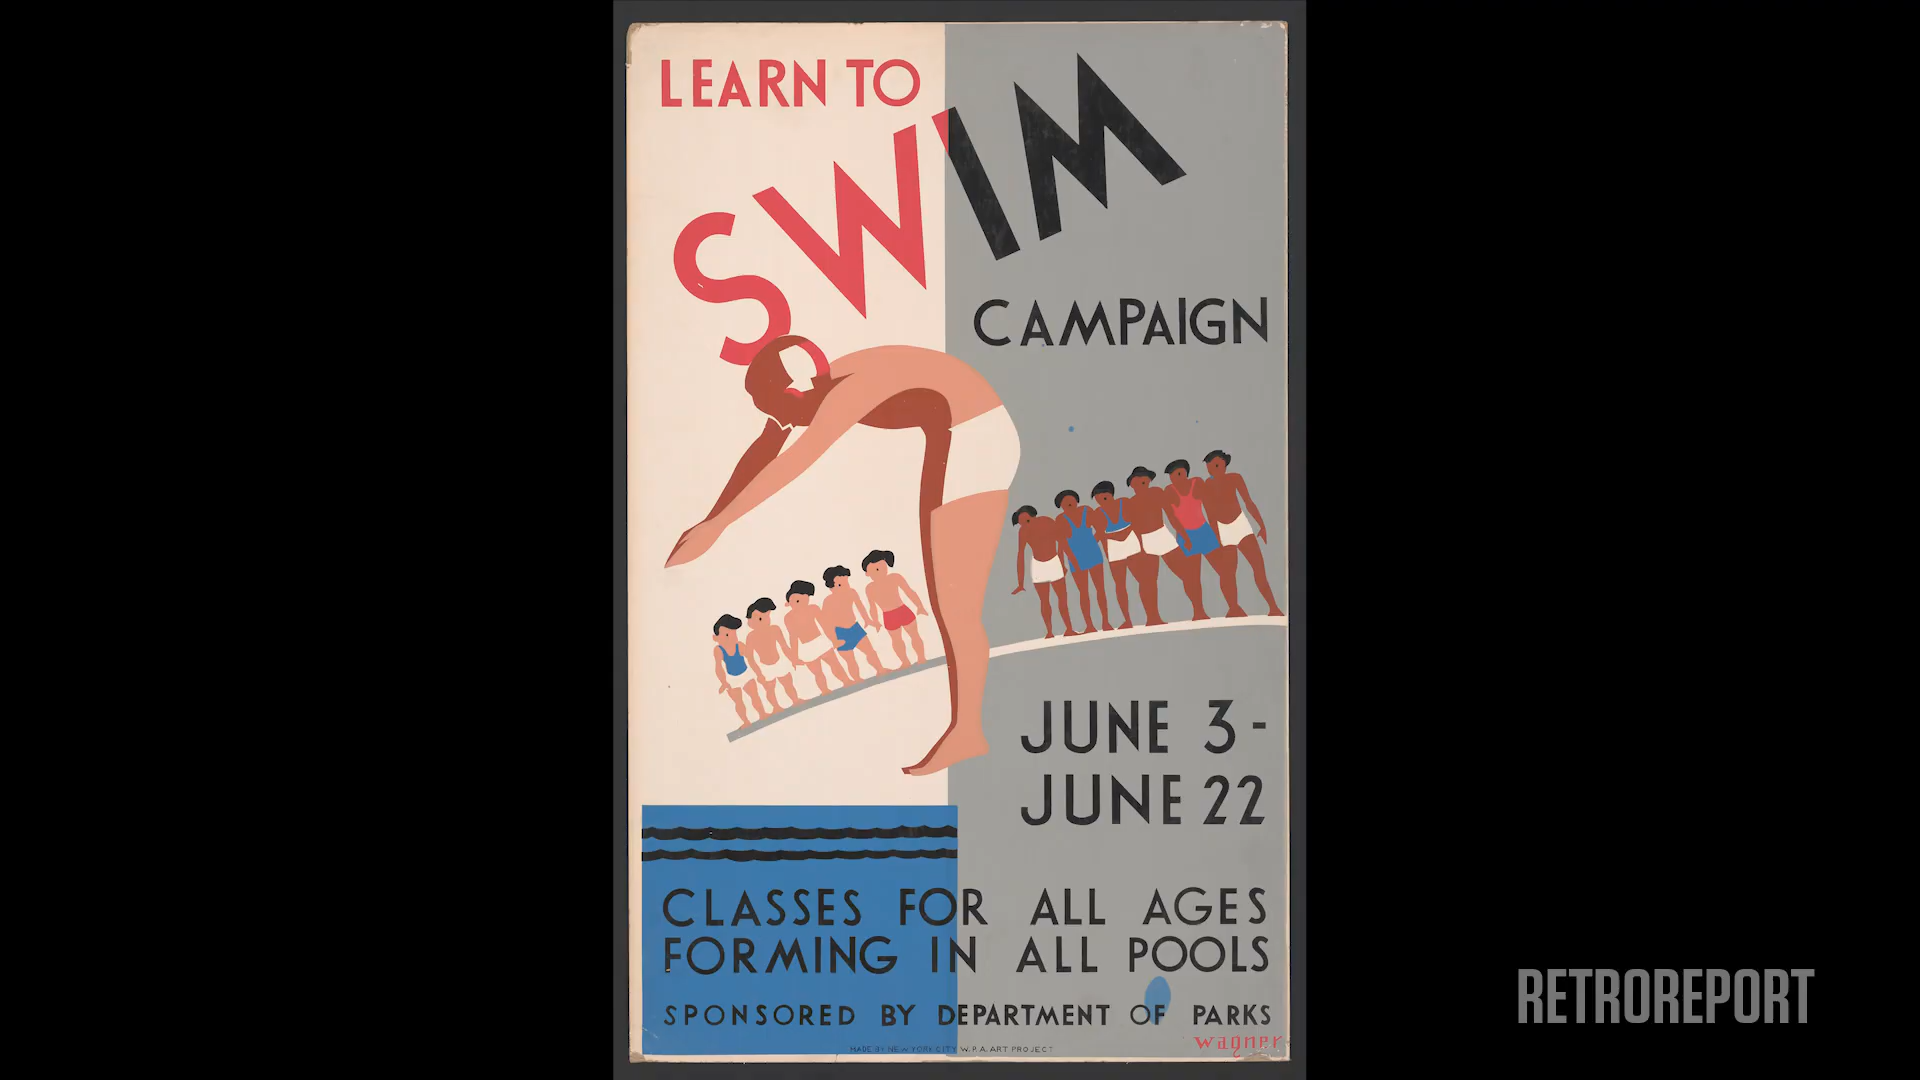 LEARN TO
SWIM
CAMPAIGN
JUNE 3-
JUNE 22
CLASSES FOR ALL AGES
FORMING IN ALL POOLS
SPONSORED BY DEPARTMENT OF PARKS
wagner
MADE BY NEW YORK CITY W.P.A. ART PROJECT
RETROREPORT